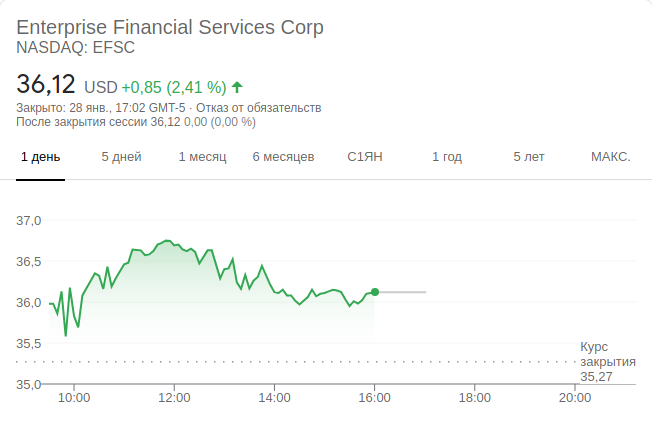 Enterprise Financial Services Corp
NASDAQ: EFSC
36,12 USD +0,85 (2,41 %)
Закрыто: 28 янв., 17:02 GMT-5 · Отказ от обязательств
После закрытия сессии 36,12 0,00 (0,00 %)
1 день 5 дней 1 месяц 6 месяцев С1ЯН 1 год 5 лет МАКС.
37,0
36,5
36,0
35,5
Курс
закрытия
35,27
35,0
10:00 12:00 14:00 16:00 18:00 20:00